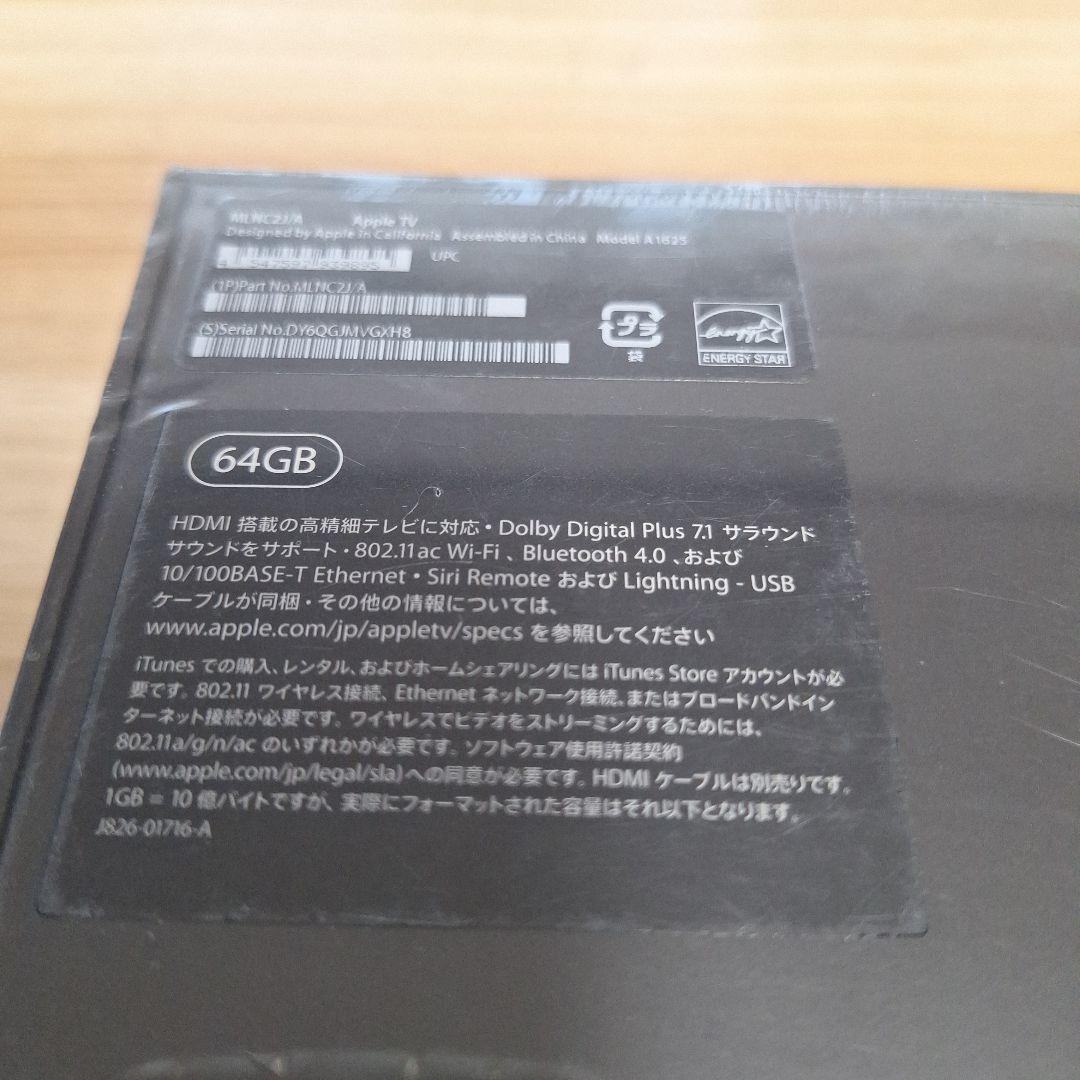 MLNC2J/A Apple TV
Designed by Apple in California Assembled in China Model A1625
UPC
(1P)Part No.MLNC2J/A
(S)Serial No.DY6QGJMVGXH8
プラ
袋
energy
ENERGY STAR
64GB
HDMI 搭載の高精細テレビに対応・Dolby Digital Plus 7.1 サラウンド
サウンドをサポート・802.11ac Wi-Fi 、Bluetooth 4.0 、および
10/100BASE-T Ethernet・Siri Remote および Lightning - USB
ケーブルが同梱・その他の情報については、
www.apple.com/jp/appletv/specs を参照してください
iTunes での購入、レンタル、およびホームシェアリングには iTunes Store アカウントが必
要です。802.11 ワイヤレス接続、Ethernet ネットワーク接続、またはブロードバンドイン
ターネット接続が必要です。ワイヤレスでビデオをストリーミングするためには、
802.11a/g/n/ac のいずれかが必要です。ソフトウェア使用許諾契約
(www.apple.com/jp/legal/sla) への同意が必要です。HDMI ケーブルは別売りです。
1GB = 10 億バイトですが、実際にフォーマットされた容量はそれ以下となります。
J826-01716-A